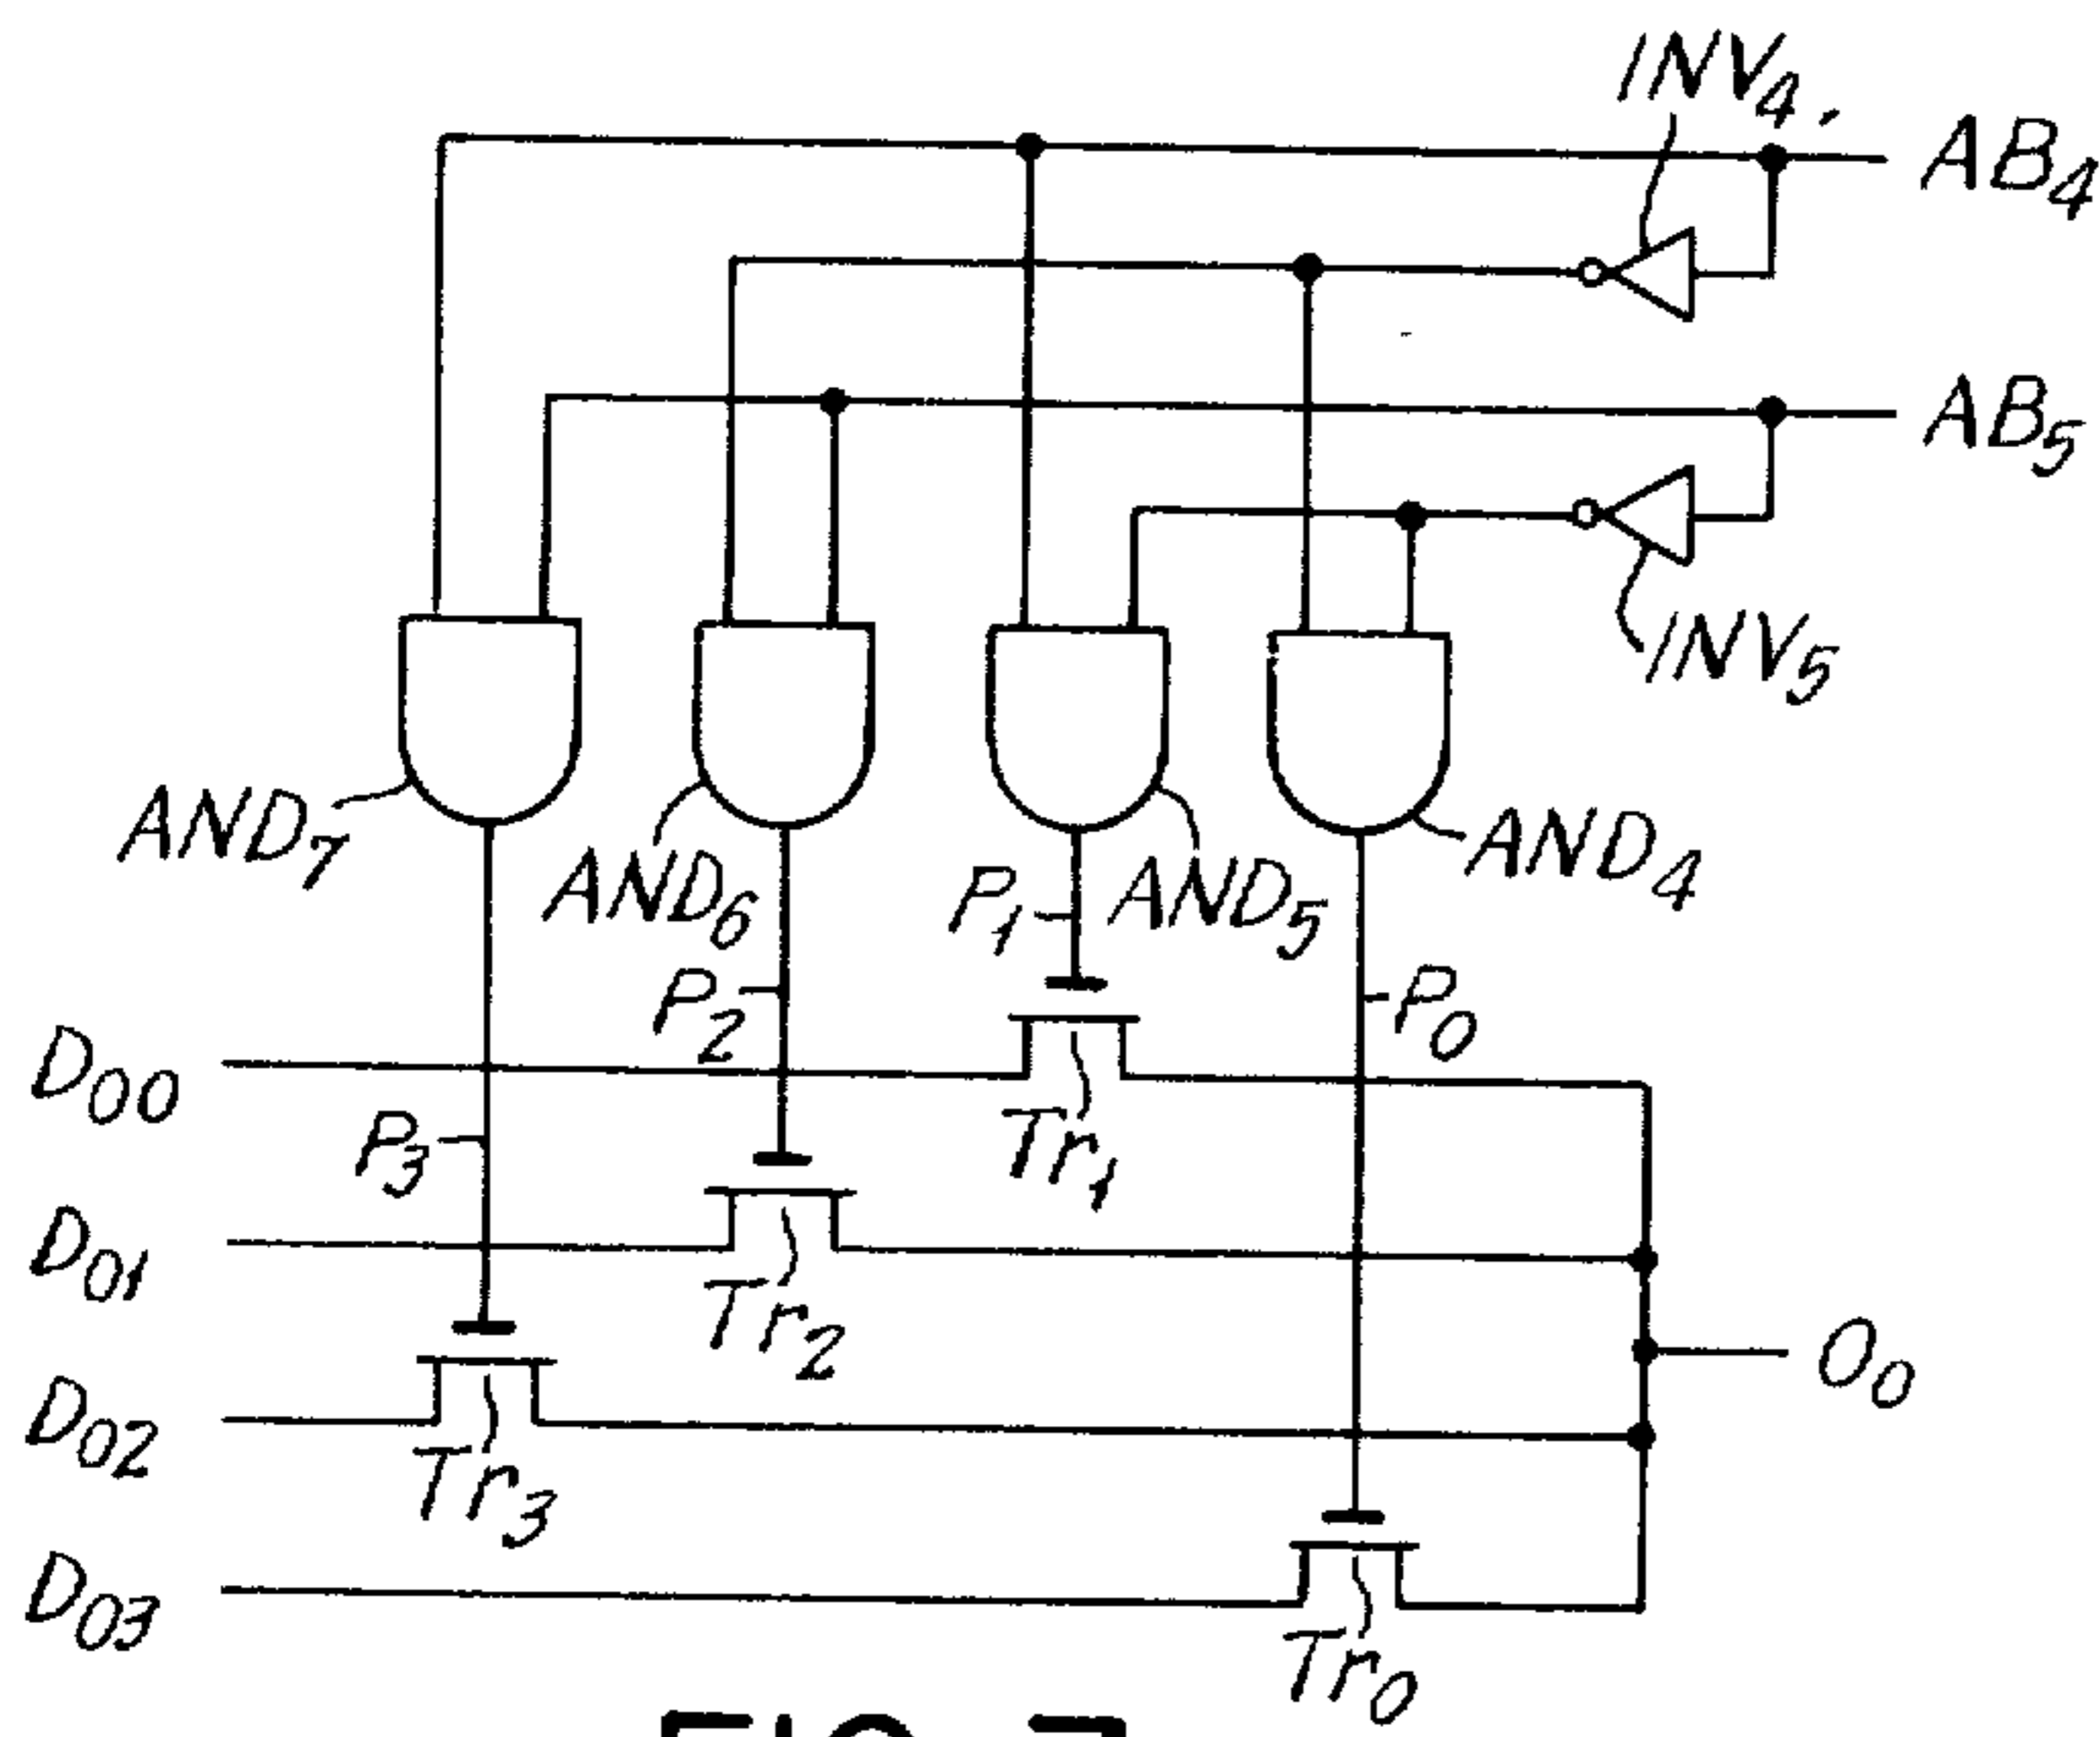 INV4
AB4
AB5
INV5
AND7
AND6
P1
AND5
AND4
P2
P0
D00
P3
Tr1
D01
Tr2
O0
D02
Tr3
D03
Tr0